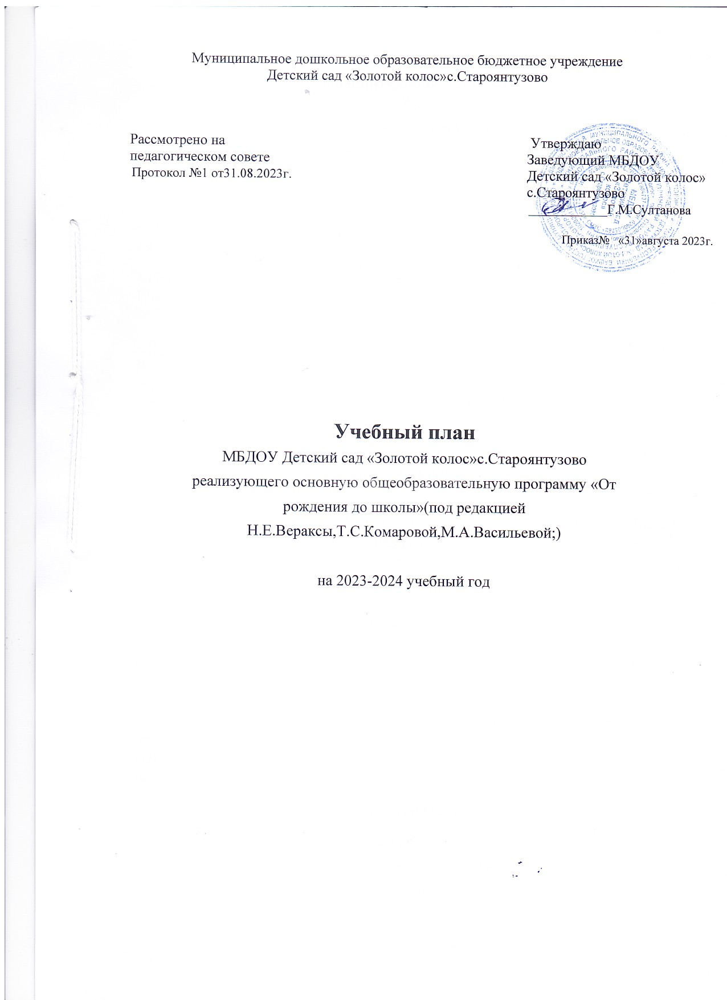 Муниципальное дошкольное образовательное бюджетное учреждение
Детский сад «Золотой колос»с.Староянтузово
Рассмотрено на
педагогическом совете
Протокол №1 от31.08.2023г.
Утверждаю
Заведующий МБДОУ
Детский сад «Золотой колос»
с.Староянтузово
____________Г.М.Султанова
Приказ№ «31»августа 2023г.
Учебный план
МБДОУ Детский сад «Золотой колос»с.Староянтузово
реализующего основную общеобразовательную программу «От
рождения до школы»(под редакцией
Н.Е.Вераксы,Т.С.Комаровой,М.А.Васильевой;)
на 2023-2024 учебный год